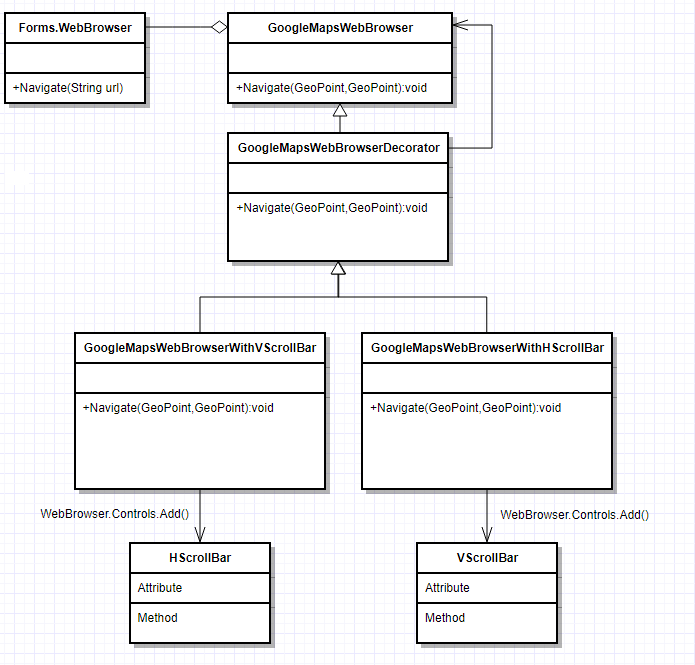 Forms.WebBrowser
+Navigate(String url)
GoogleMapsWebBrowser
+Navigate(GeoPoint,GeoPoint):void
GoogleMapsWebBrowserDecorator
+Navigate(GeoPoint,GeoPoint):void
GoogleMapsWebBrowserWithVScrollBar
+Navigate(GeoPoint,GeoPoint):void
GoogleMapsWebBrowserWithHScrollBar
+Navigate(GeoPoint,GeoPoint):void
WebBrowser.Controls.Add()
WebBrowser.Controls.Add()
HScrollBar
Attribute
Method
VScrollBar
Attribute
Method